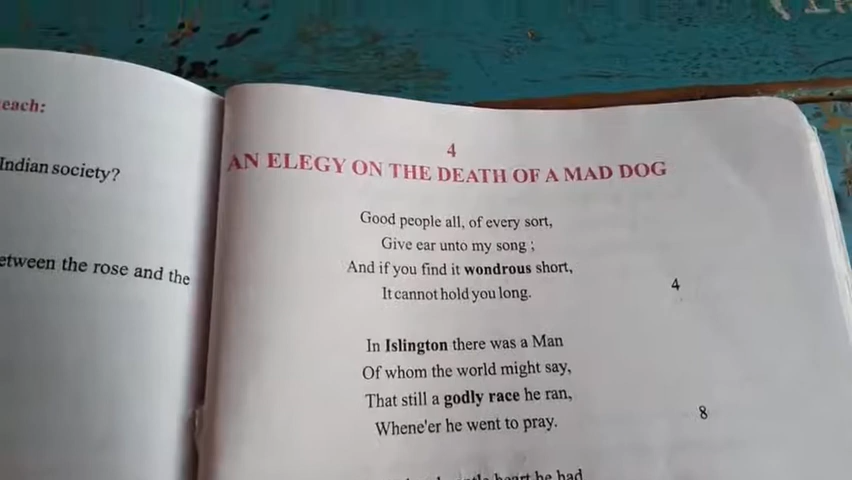 each:
Indian society?
etween the rose and the
4
AN ELEGY ON THE DEATH OF A MAD DOG
Good people all, of every sort,
Give ear unto my song ;
And if you find it wondrous short,
It cannot hold you long. 4
In Islington there was a Man
Of whom the world might say,
That still a godly race he ran,
Whene'er he went to pray. 8
heart he had